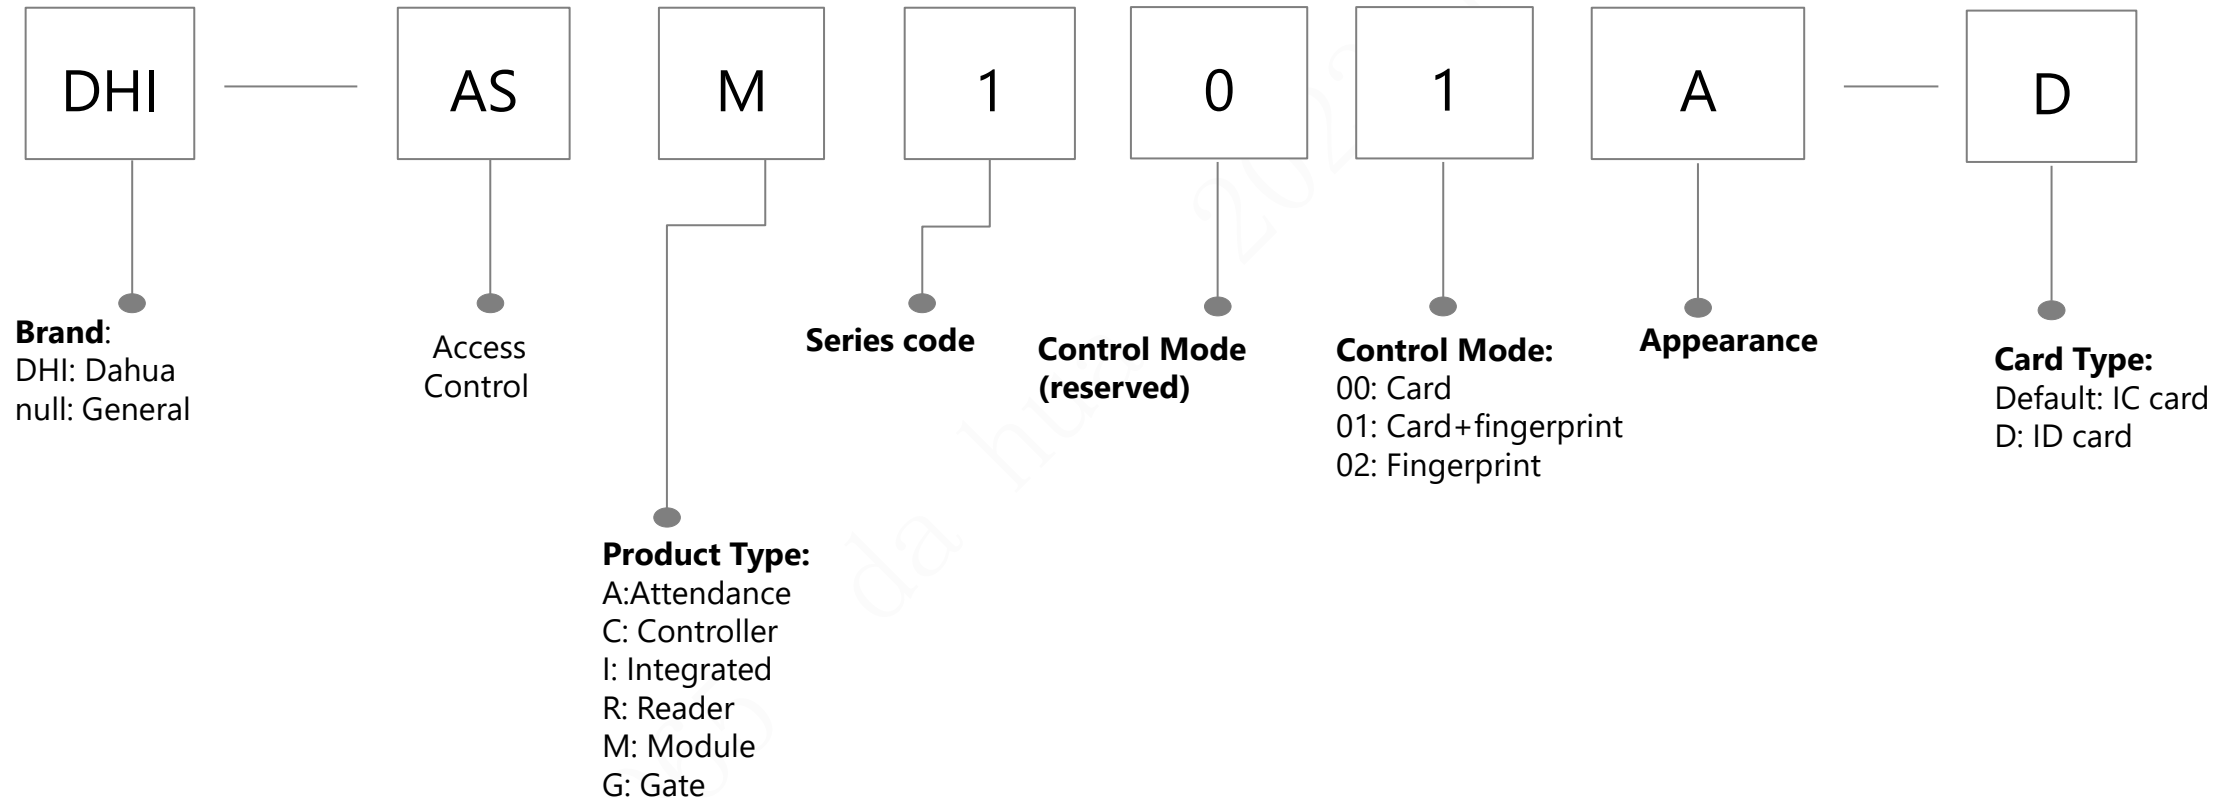 DHI AS M 1 0 1 A D
Brand:
DHI: Dahua
null: General
Access
Control
Product Type:
A:Attendance
C: Controller
I: Integrated
R: Reader
M: Module
G: Gate
Series code
Control Mode
(reserved)
Control Mode:
00: Card
01: Card+fingerprint
02: Fingerprint
Appearance
Card Type:
Default: IC card
D: ID card